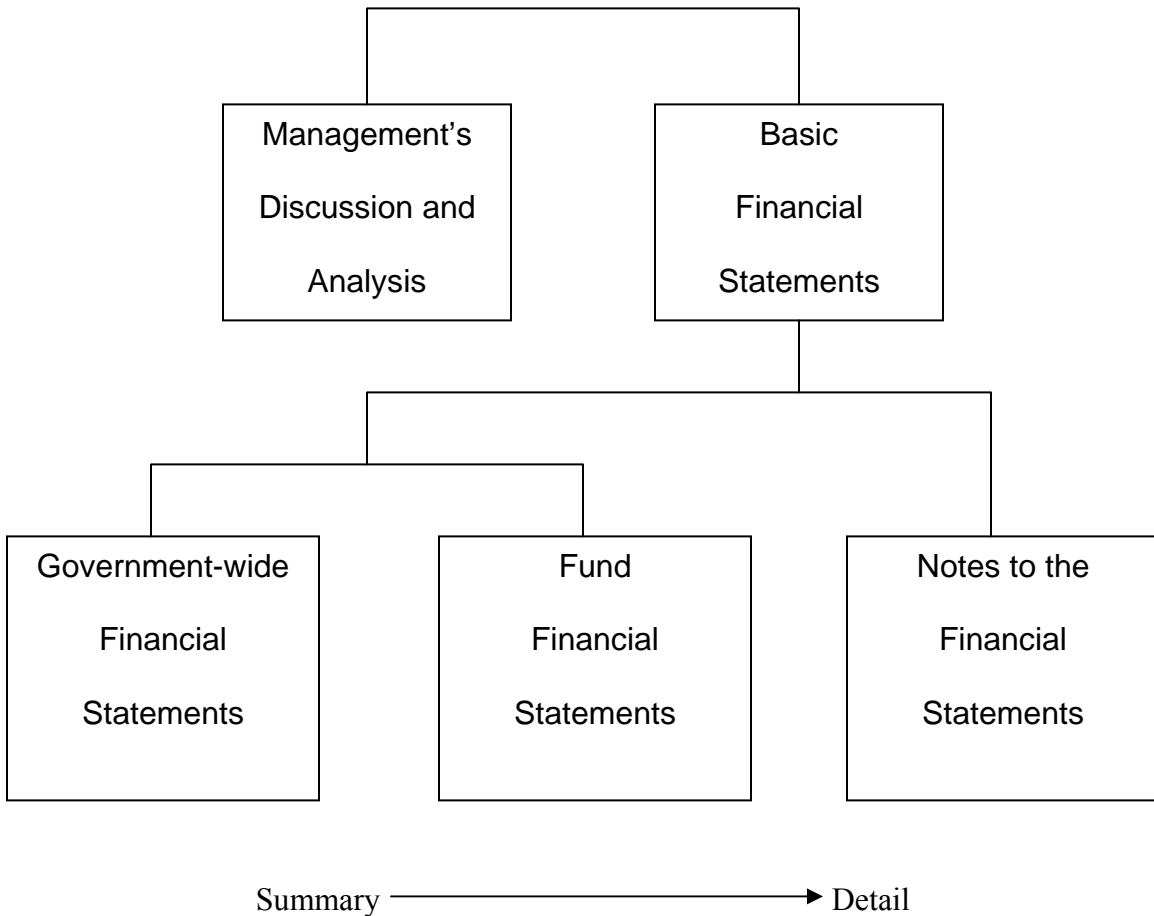 Management’s
Discussion and
Analysis
Basic
Financial
Statements
Government-wide
Financial
Statements
Fund
Financial
Statements
Notes to the
Financial
Statements
Summary
Detail